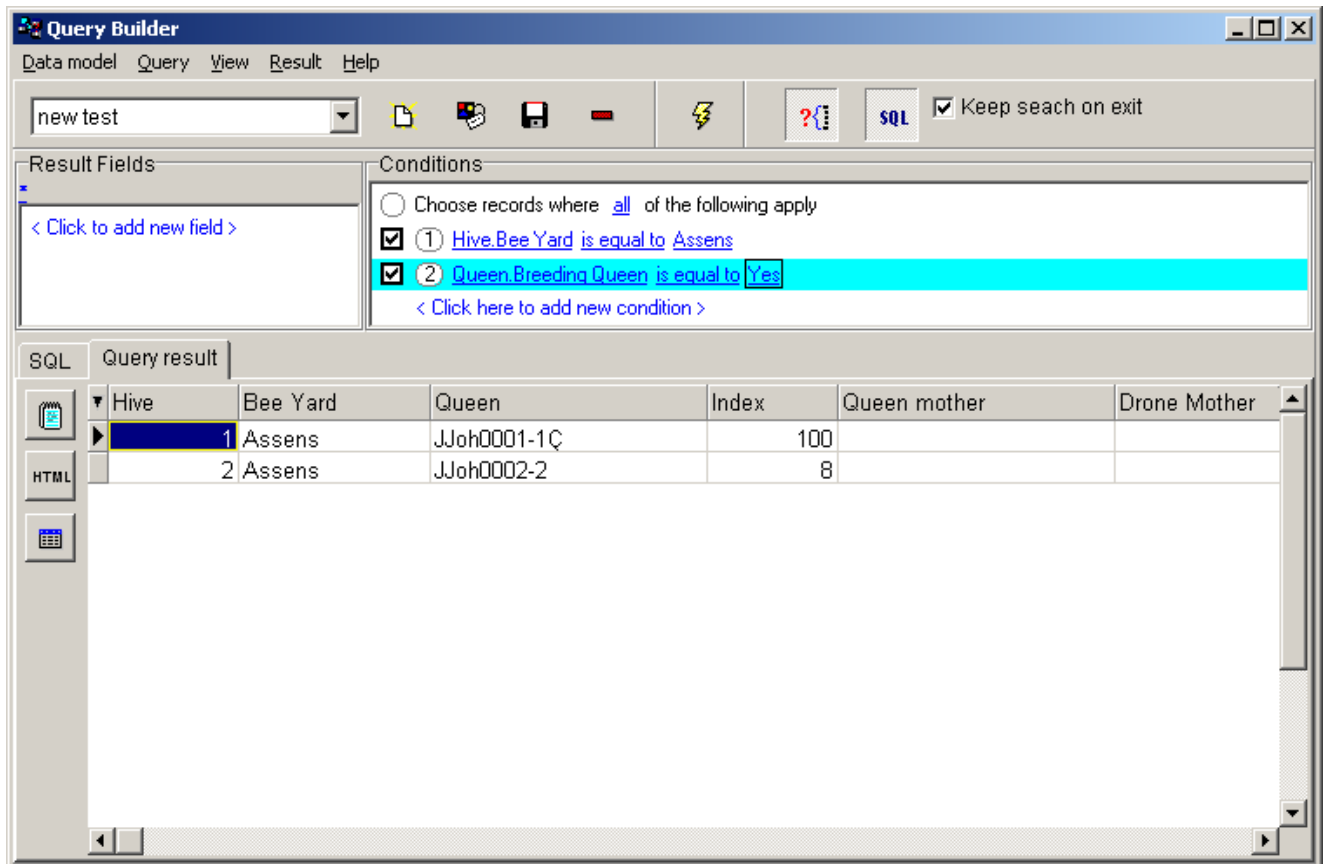 Query Builder
Data model Query View Result Help
new test ?{ SQL Keep seach on exit
Result Fields
*
< Click to add new field >
Conditions
Choose records where all of the following apply
1 Hive.Bee Yard is equal to Assens
2 Queen.Breeding Queen is equal to Yes
< Click here to add new condition >
SQL Query result
Hive Bee Yard Queen Index Queen mother Drone Mother
1 Assens JJoh0001-1Ç 100
HTML
2 Assens JJoh0002-2 8